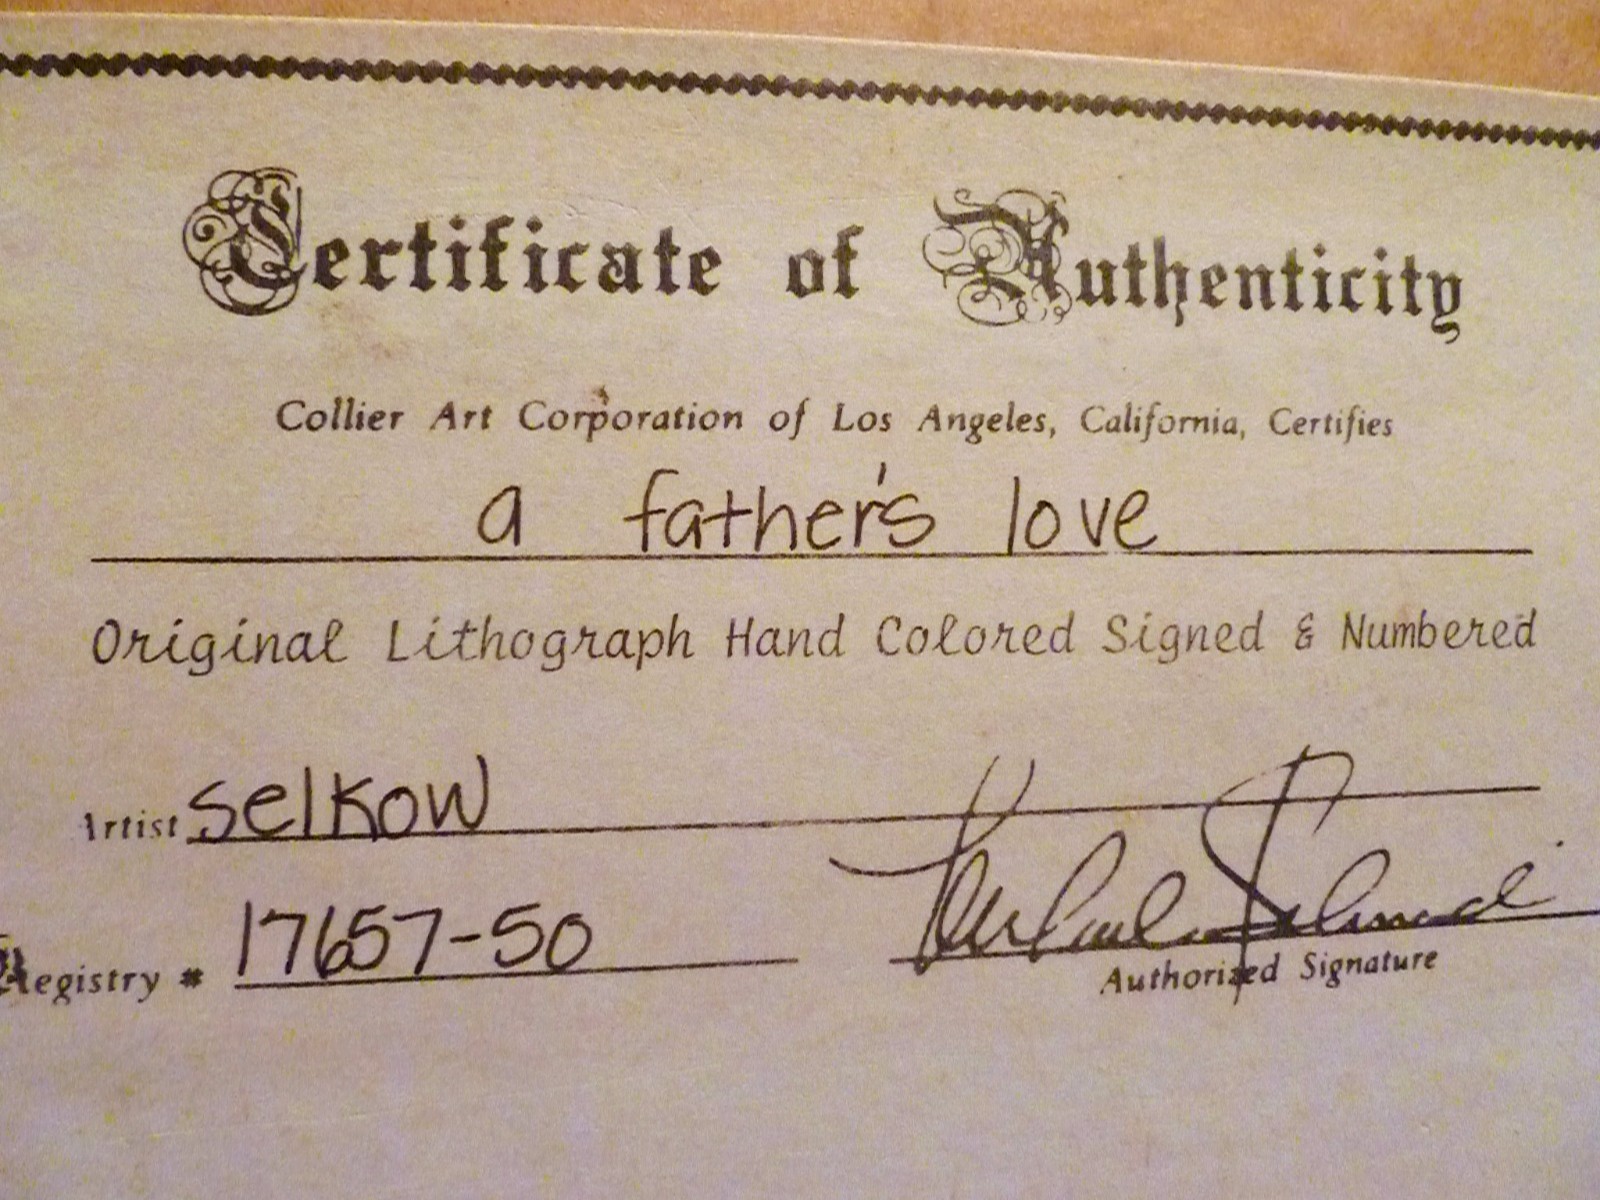 Certificate of Authenticity
Collier Art Corporation of Los Angeles, California, Certifies
a father's love
Original Lithograph Hand Colored Signed & Numbered
Artist selkow
Registry # 17657-50
Authorized Signature